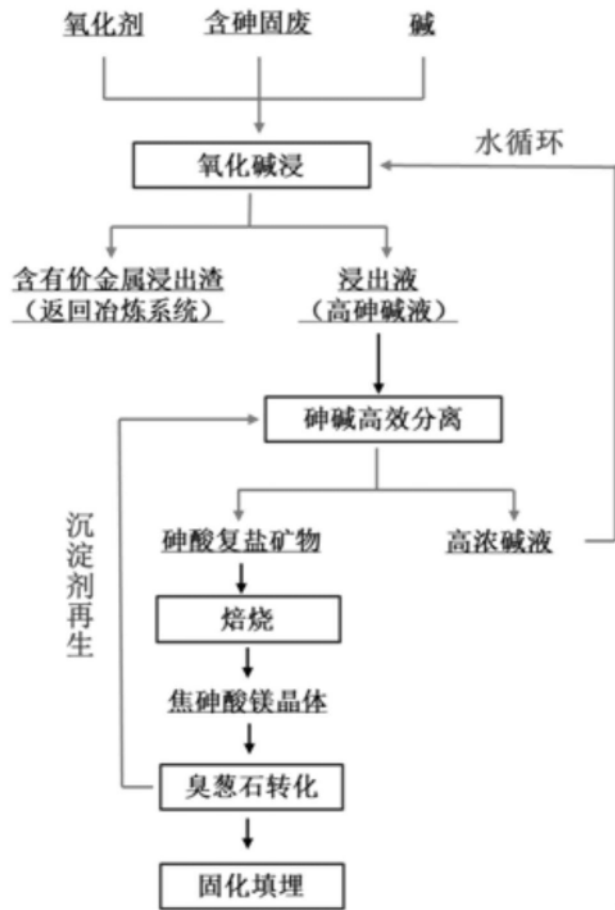 氧化剂
含砷固废
碱
水循环
氧化碱浸
含有价金属浸出渣
（返回冶炼系统）
浸出液
（高砷碱液）
砷碱高效分离
沉淀剂再生
砷酸复盐矿物
高浓碱液
焙烧
焦砷酸镁晶体
臭葱石转化
固化填埋